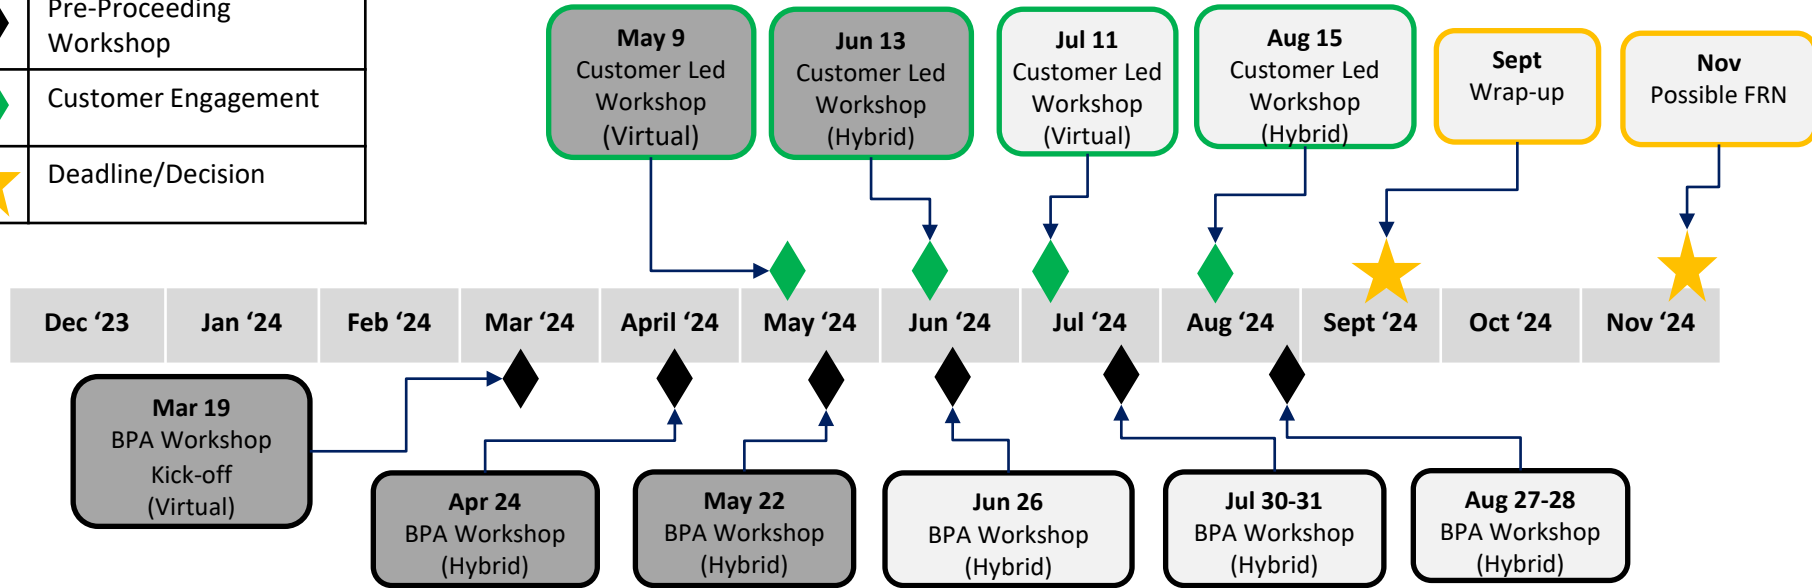 Pre-Proceeding
Workshop
Customer Engagement
Deadline/Decision
May 9
Customer Led
Workshop
(Virtual)
Jun 13
Customer Led
Workshop
(Hybrid)
Jul 11
Customer Led
Workshop
(Virtual)
Aug 15
Customer Led
Workshop
(Hybrid)
Sept
Wrap-up
Nov
Possible FRN
Dec ‘23
Jan ‘24
Feb ‘24
Mar ‘24
April ‘24
May ‘24
Jun ‘24
Jul ‘24
Aug ‘24
Sept ‘24
Oct ‘24
Nov ‘24
Mar 19
BPA Workshop
Kick-off
(Virtual)
Apr 24
BPA Workshop
(Hybrid)
May 22
BPA Workshop
(Hybrid)
Jun 26
BPA Workshop
(Hybrid)
Jul 30-31
BPA Workshop
(Hybrid)
Aug 27-28
BPA Workshop
(Hybrid)